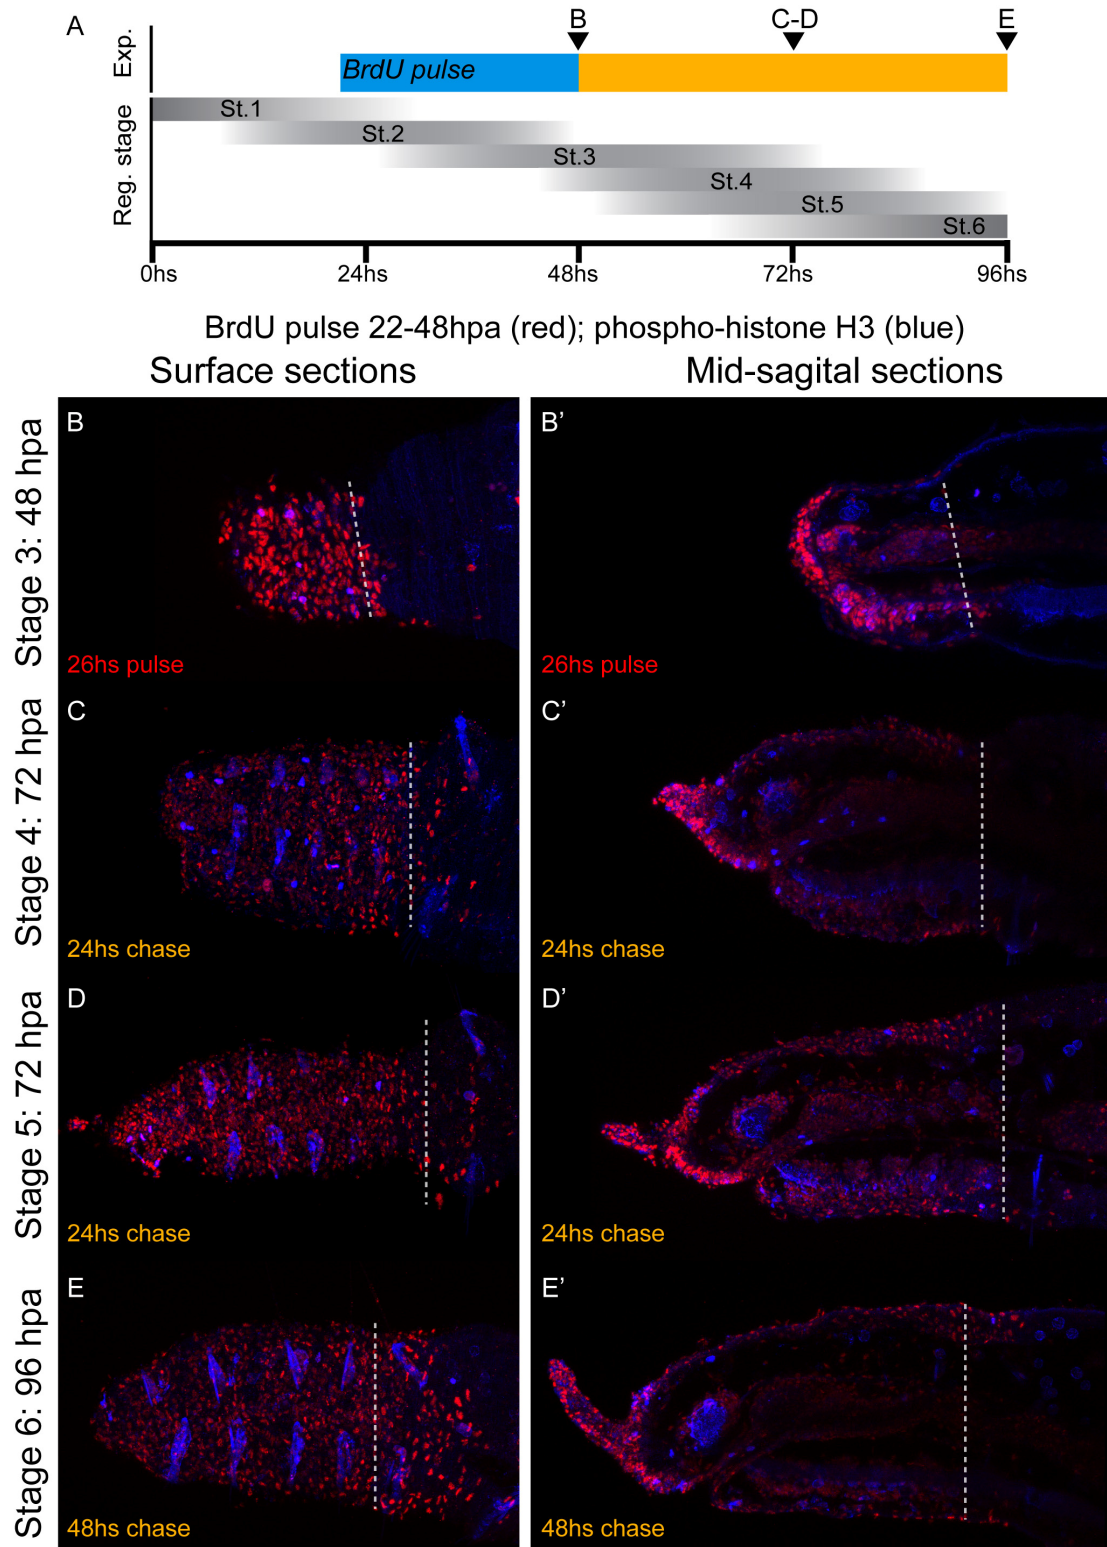 A
Exp.
Reg. stage
B
C-D
E
BrdU pulse
St.1
St.2
St.3
St.4
St.5
St.6
0hs
24hs
48hs
72hs
96hs
BrdU pulse 22-48hpa (red); phospho-histone H3 (blue)
Surface sections
Mid-sagital sections
Stage 3: 48 hpa
B
26hs pulse
B'
26hs pulse
Stage 4: 72 hpa
C
24hs chase
C'
24hs chase
Stage 5: 72 hpa
D
24hs chase
D'
24hs chase
Stage 6: 96 hpa
E
48hs chase
E'
48hs chase